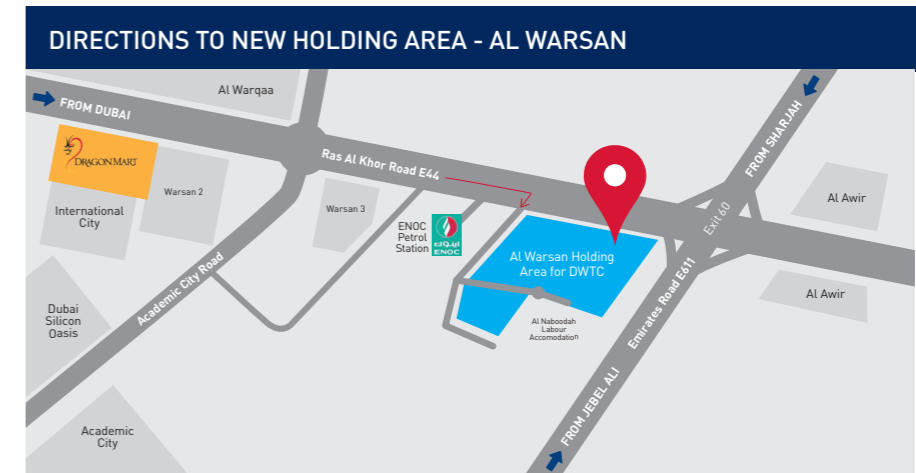 DIRECTIONS TO NEW HOLDING AREA - AL WARSAN
Al Warqaa
FROM DUBAI
FROM SHARJAH
DRAGON MART
Ras Al Khor Road E44
Warsan 2
Warsan 3
International
City
ENOC
Petrol
Station
اينوك
ENOC
Al Awir
Exit 60
Al Warsan Holding
Area for DWTC
Academic City Road
Emirates Road E611
Al Awir
Dubai
Silicon
Oasis
Al Naboodah
Labour
Accomodation
FROM JEBEL ALI
Academic
City